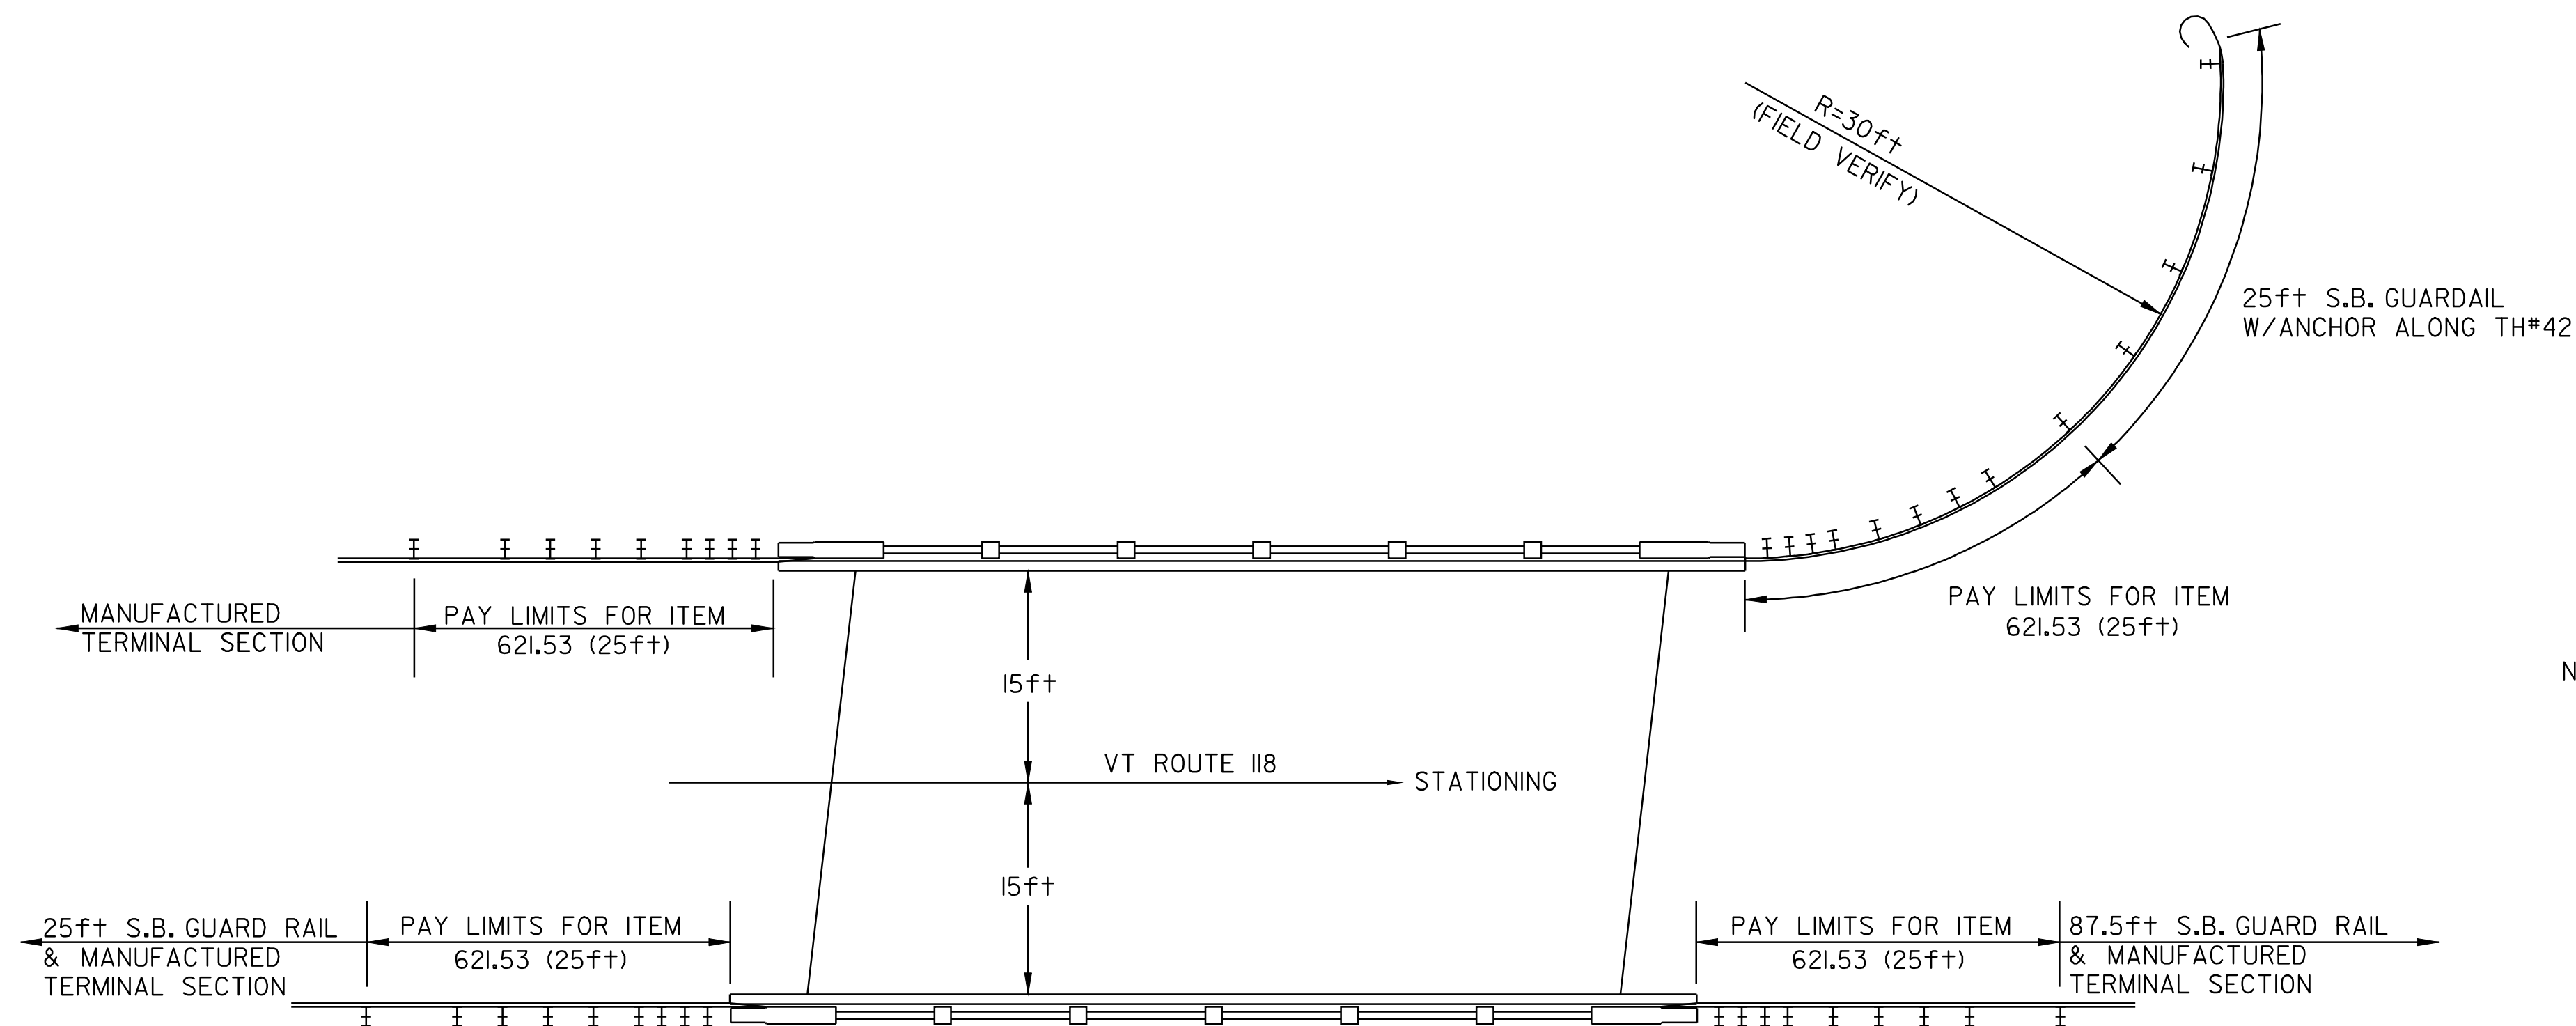 R=30ft
(FIELD VERIFY)
25ft S.B. GUARDAIL
W/ANCHOR ALONG TH#42
MANUFACTURED
TERMINAL SECTION
PAY LIMITS FOR ITEM
621.53 (25ft)
PAY LIMITS FOR ITEM
621.53 (25ft)
N
15ft
VT ROUTE 118
STATIONING
15ft
25ft S.B. GUARD RAIL
& MANUFACTURED
TERMINAL SECTION
PAY LIMITS FOR ITEM
621.53 (25ft)
PAY LIMITS FOR ITEM
621.53 (25ft)
87.5ft S.B. GUARD RAIL
& MANUFACTURED
TERMINAL SECTION